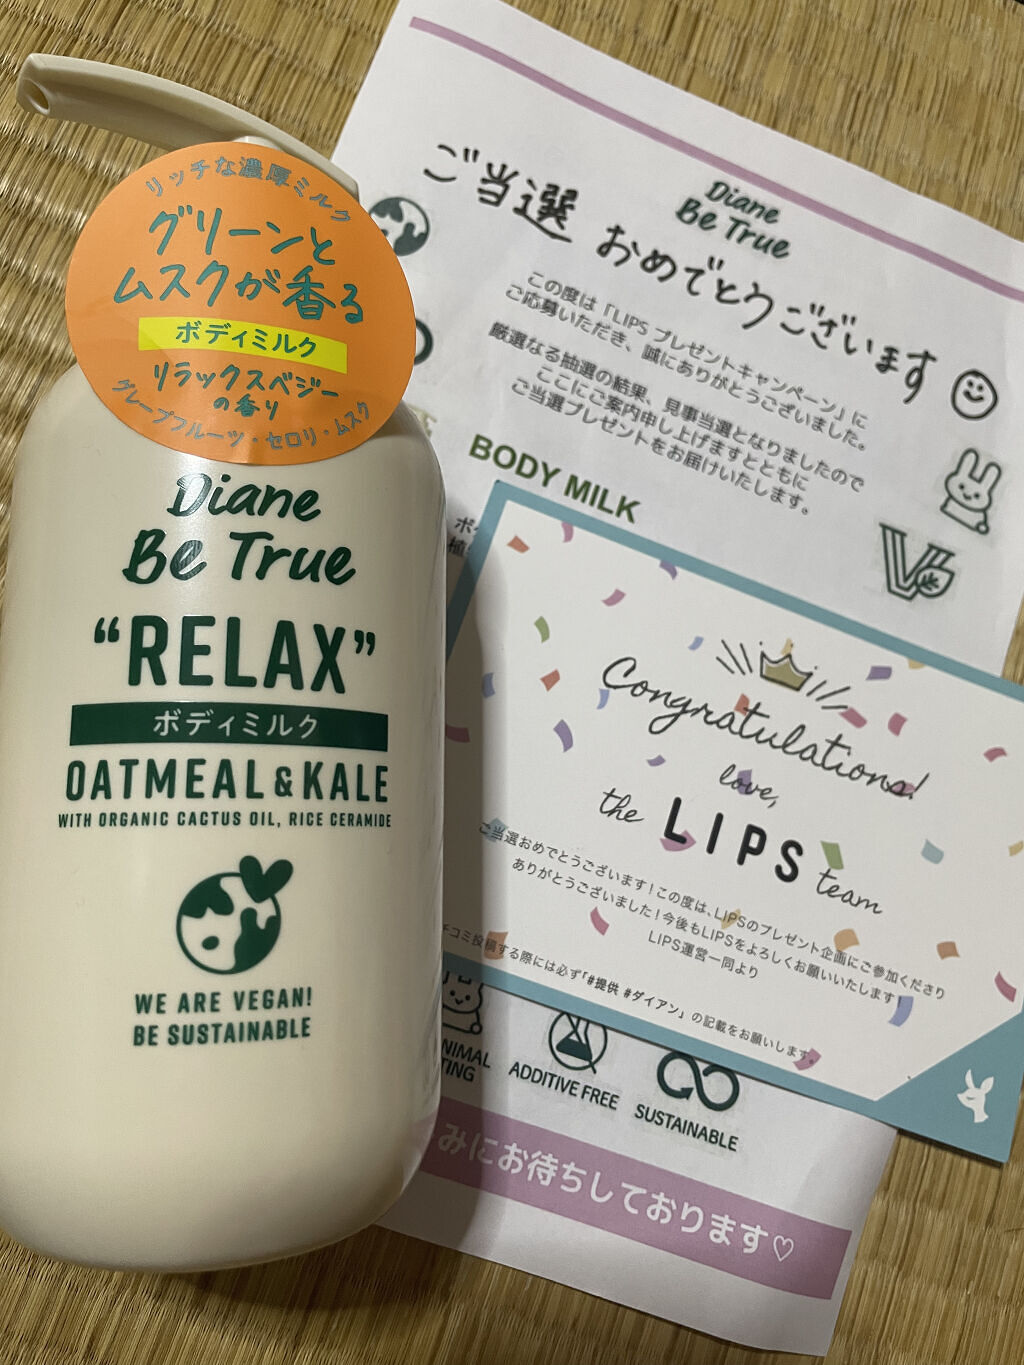 リッチな濃厚ミルク
グリーンと
ムスクが香る
ボディミルク
リラックスベジー
の香り
グレープフルーツ・セロリ・ムスク
Diane
Be True
"RELAX"
ボディミルク
OATMEAL & KALE
WITH ORGANIC CACTUS OIL, RICE CERAMIDE
WE ARE VEGAN!
BE SUSTAINABLE
Diane
Be True
ご当選 おめでとうございます
この度は「LIPS プレゼントキャンペーン」に
ご応募いただき、誠にありがとうございました。
厳選なる抽選の結果、見事当選となりましたので
ここにご案内申し上げますとともに
ご当選プレゼントをお届けいたします。
BODY MILK
Congratulations!
love,
the LIPS team
ご当選おめでとうございます！この度は、LIPSのプレゼント企画にご参加くださり
ありがとうございました！今後もLIPSをよろしくお願いいたします！
LIPS運営一同より
コミ投稿する際には必ず「#提供 #ダイアン」の記載をお願いします。
NIMAL
TING
ADDITIVE FREE
SUSTAINABLE
みにお待ちしております♡